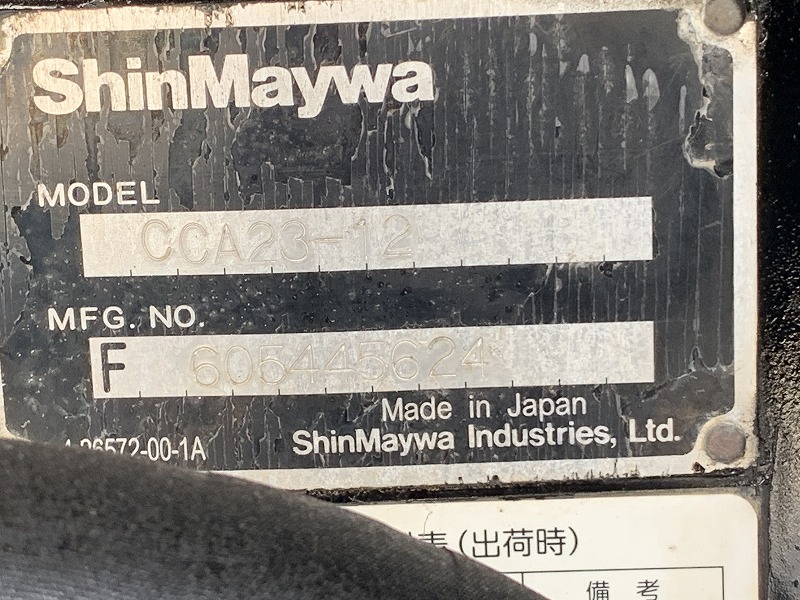 ShinMaywa
MODEL
CCA23-12
MFG. NO.
F 605445624
Made in Japan
26572-00-1A
ShinMaywa Industries, Ltd.
表(出荷時)
備 考